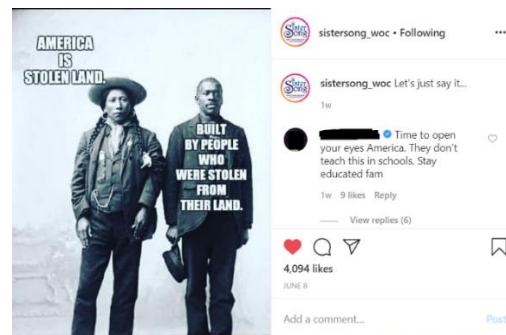 AMERICA
IS
STOLEN LAND.
BUILT
BY PEOPLE
WHO
WERE STOLEN
FROM
THEIR LAND.
Sister
Song
sistersong_woc • Following
Sister
Song
sistersong_woc Let's just say it...
1w
Time to open
your eyes America. They don't
teach this in schools. Stay
educated fam
1w 9 likes Reply
View replies (6)
4,094 likes
JUNE 8
Add a comment... Post